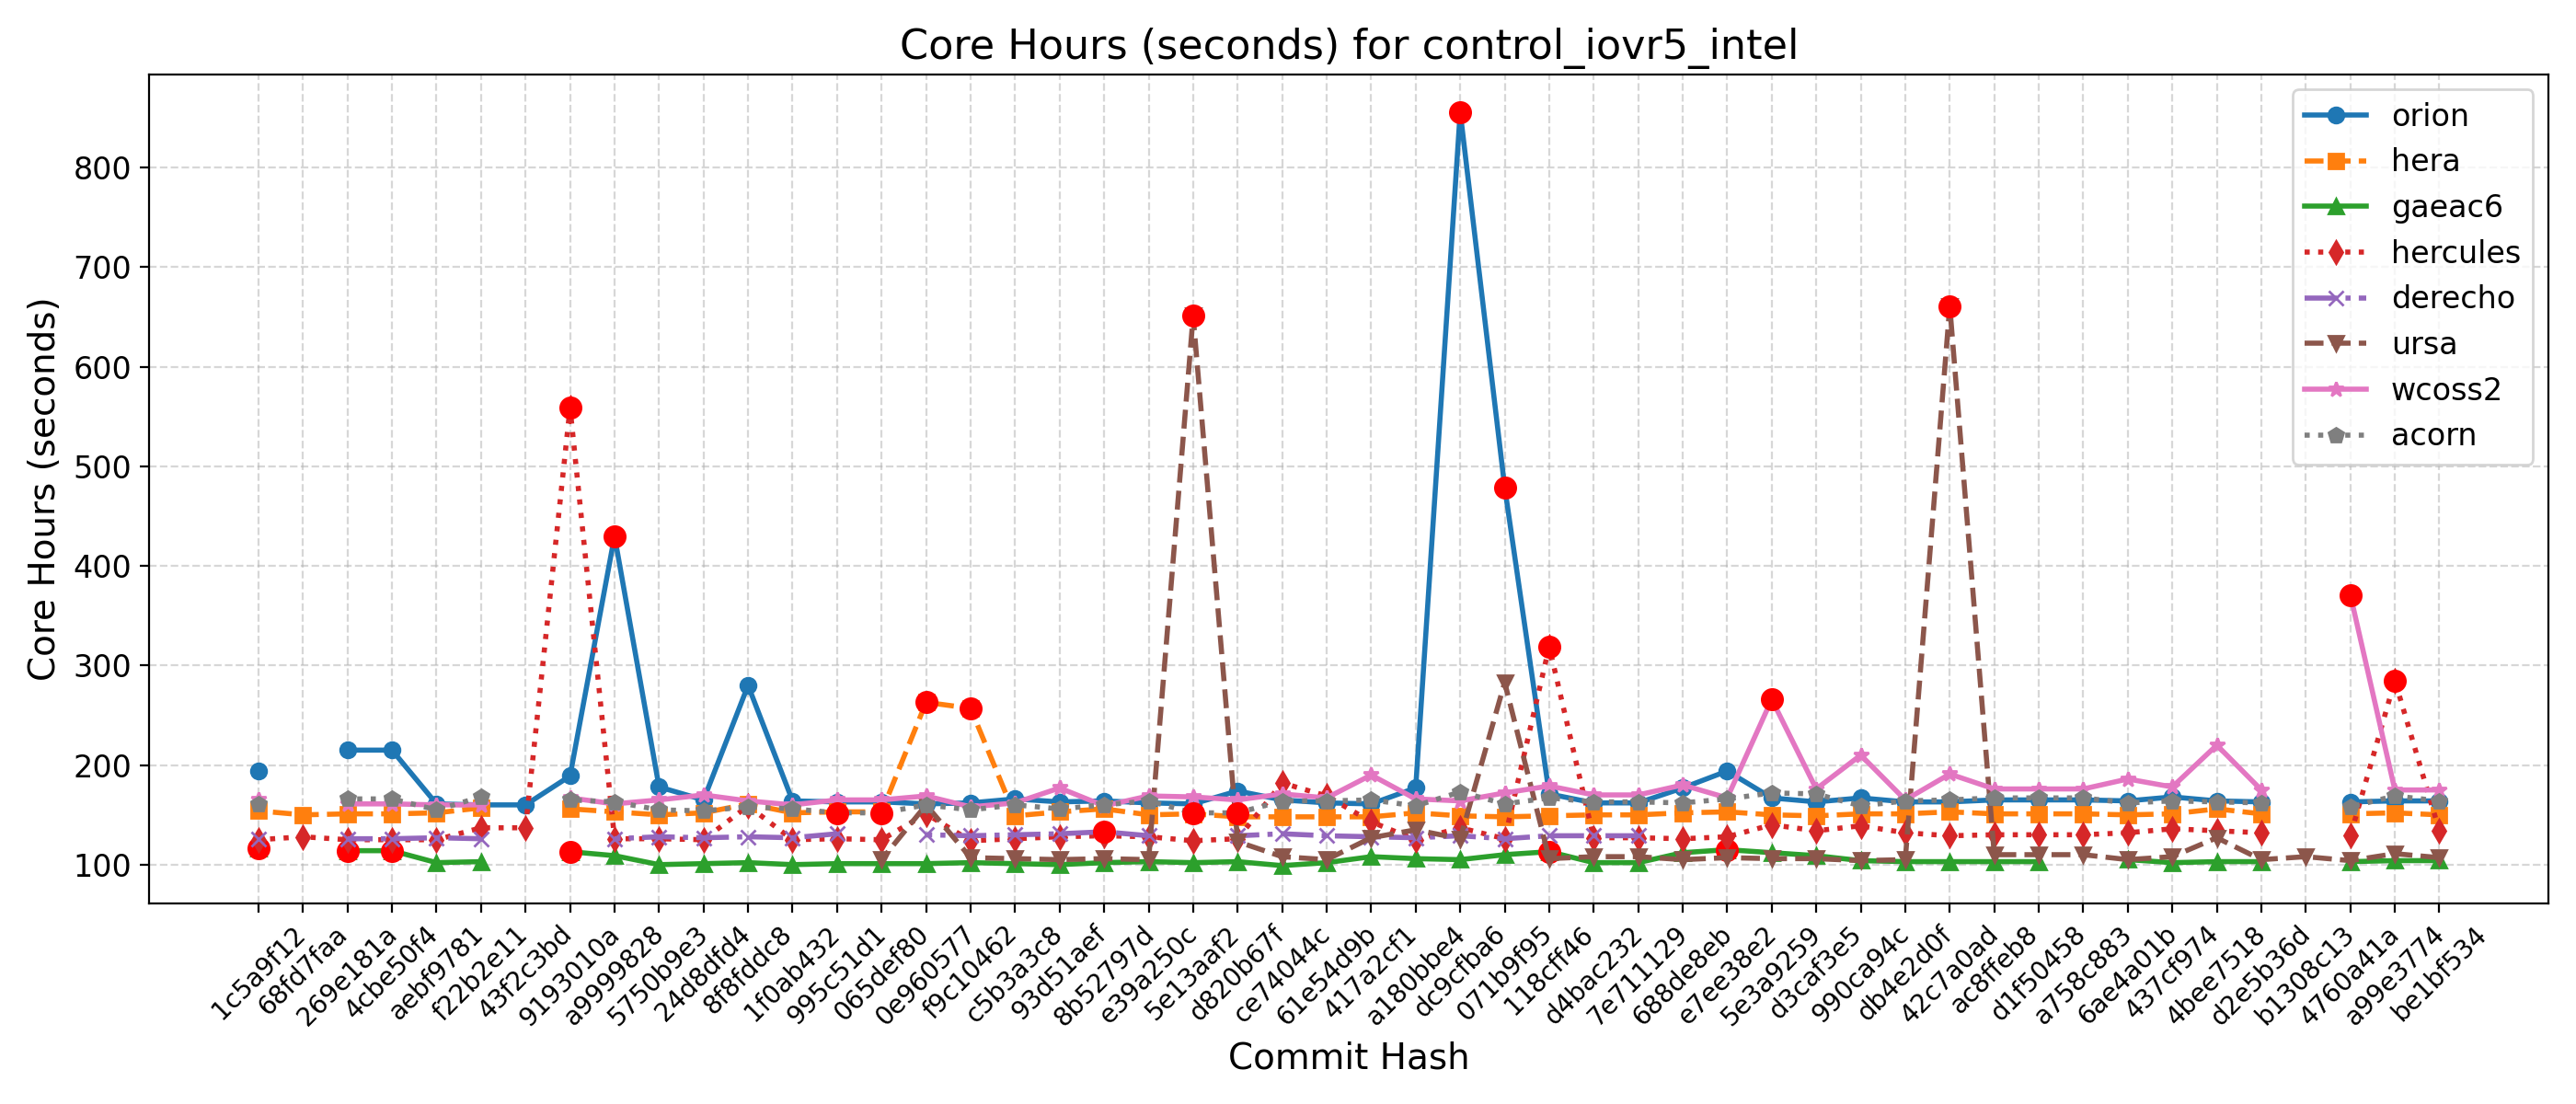 Core Hours (seconds) for control_iovr5_intel
Core Hours (seconds)
800
700
600
500
400
300
200
100
orion
hera
gaeac6
hercules
derecho
ursa
wcoss2
acorn
1c5a9f12
68fd7faa
269e181a
4cbe50f4
aebf9781
f22b2e11
43f2c3bd
9193010a
a9999828
5750b9e3
24d8dfd4
8f8fddc8
1f0ab432
995c51d1
065def80
0e960577
f9c10462
c5b3a3c8
93d51aef
8b52797d
e39a250c
5e13aaf2
d820b67f
ce74044c
61e54d9b
417a2cf1
a180bbe4
dc9cfba6
071b9f95
118cff46
d4bac232
7e711129
688de8eb
e7ee38e2
5e3a9259
d3caf3e5
990ca94c
db4e2d0f
42c7a0ad
ac8ffeb8
d1f50458
a758c883
6ae4a01b
437cf974
4bee7518
d2e5b36d
b1308c13
4760a41a
a99e3774
be1bf534
Commit Hash